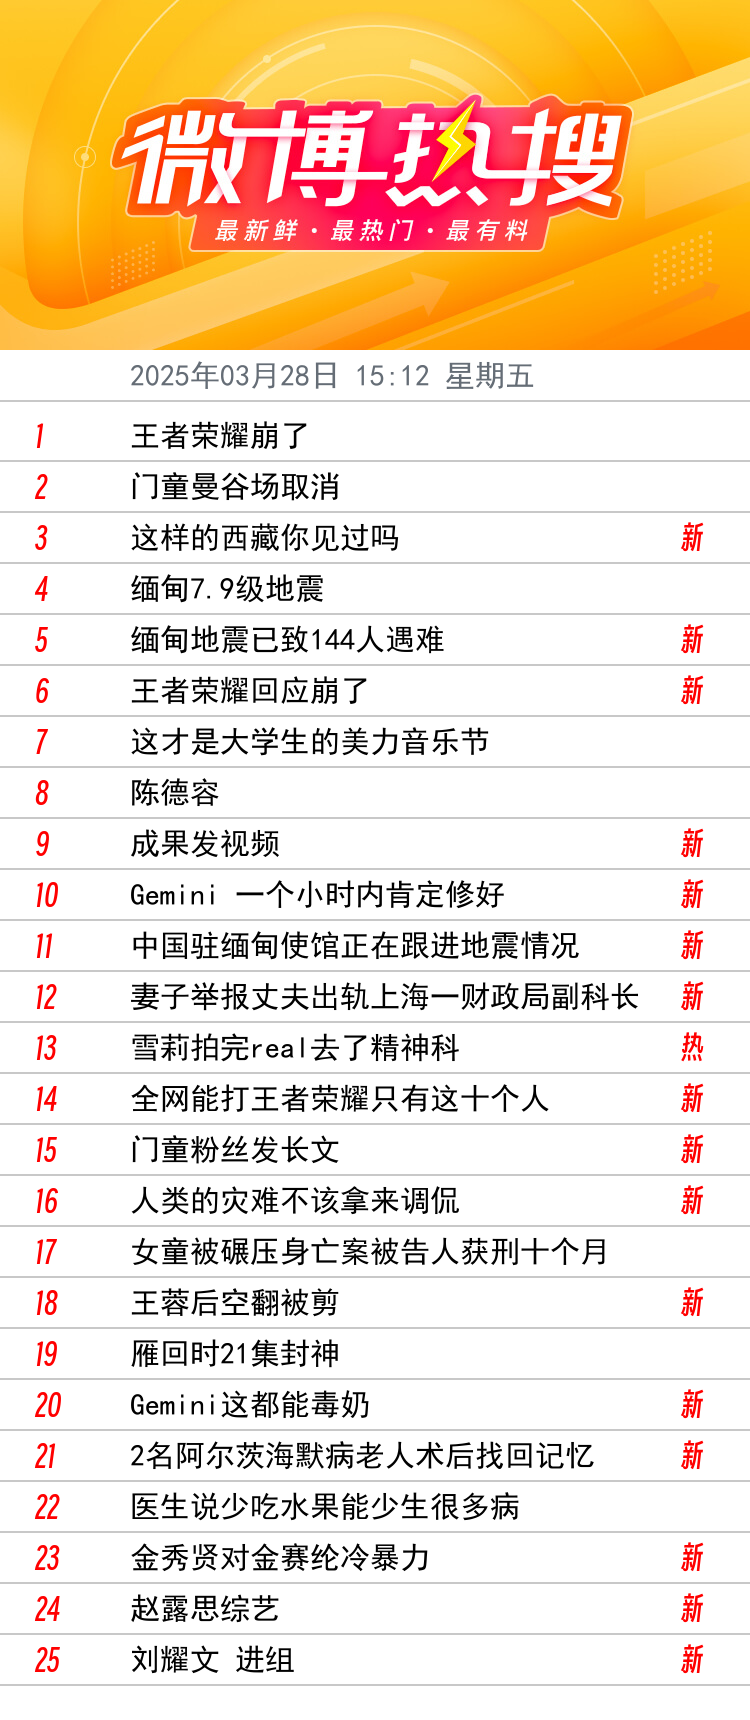 微博热搜
最新鲜·最热门·最有料
2025年03月28日 15:12 星期五
1 王者荣耀崩了
2 门童曼谷场取消
3 这样的西藏你见过吗 新
4 缅甸7.9级地震
5 缅甸地震已致144人遇难 新
6 王者荣耀回应崩了 新
7 这才是大学生的美力音乐节
8 陈德容
9 成果发视频 新
10 Gemini 一个小时内肯定修好 新
11 中国驻缅甸使馆正在跟进地震情况 新
12 妻子举报丈夫出轨上海一财政局副科长 新
13 雪莉拍完real去了精神科 热
14 全网能打王者荣耀只有这十个人 新
15 门童粉丝发长文 新
16 人类的灾难不该拿来调侃 新
17 女童被碾压身亡案被告人获刑十个月
18 王蓉后空翻被剪 新
19 雁回时21集封神
20 Gemini这都能毒奶 新
21 2名阿尔茨海默病老人术后找回记忆 新
22 医生说少吃水果能少生很多病
23 金秀贤对金赛纶冷暴力 新
24 赵露思综艺 新
25 刘耀文 进组 新